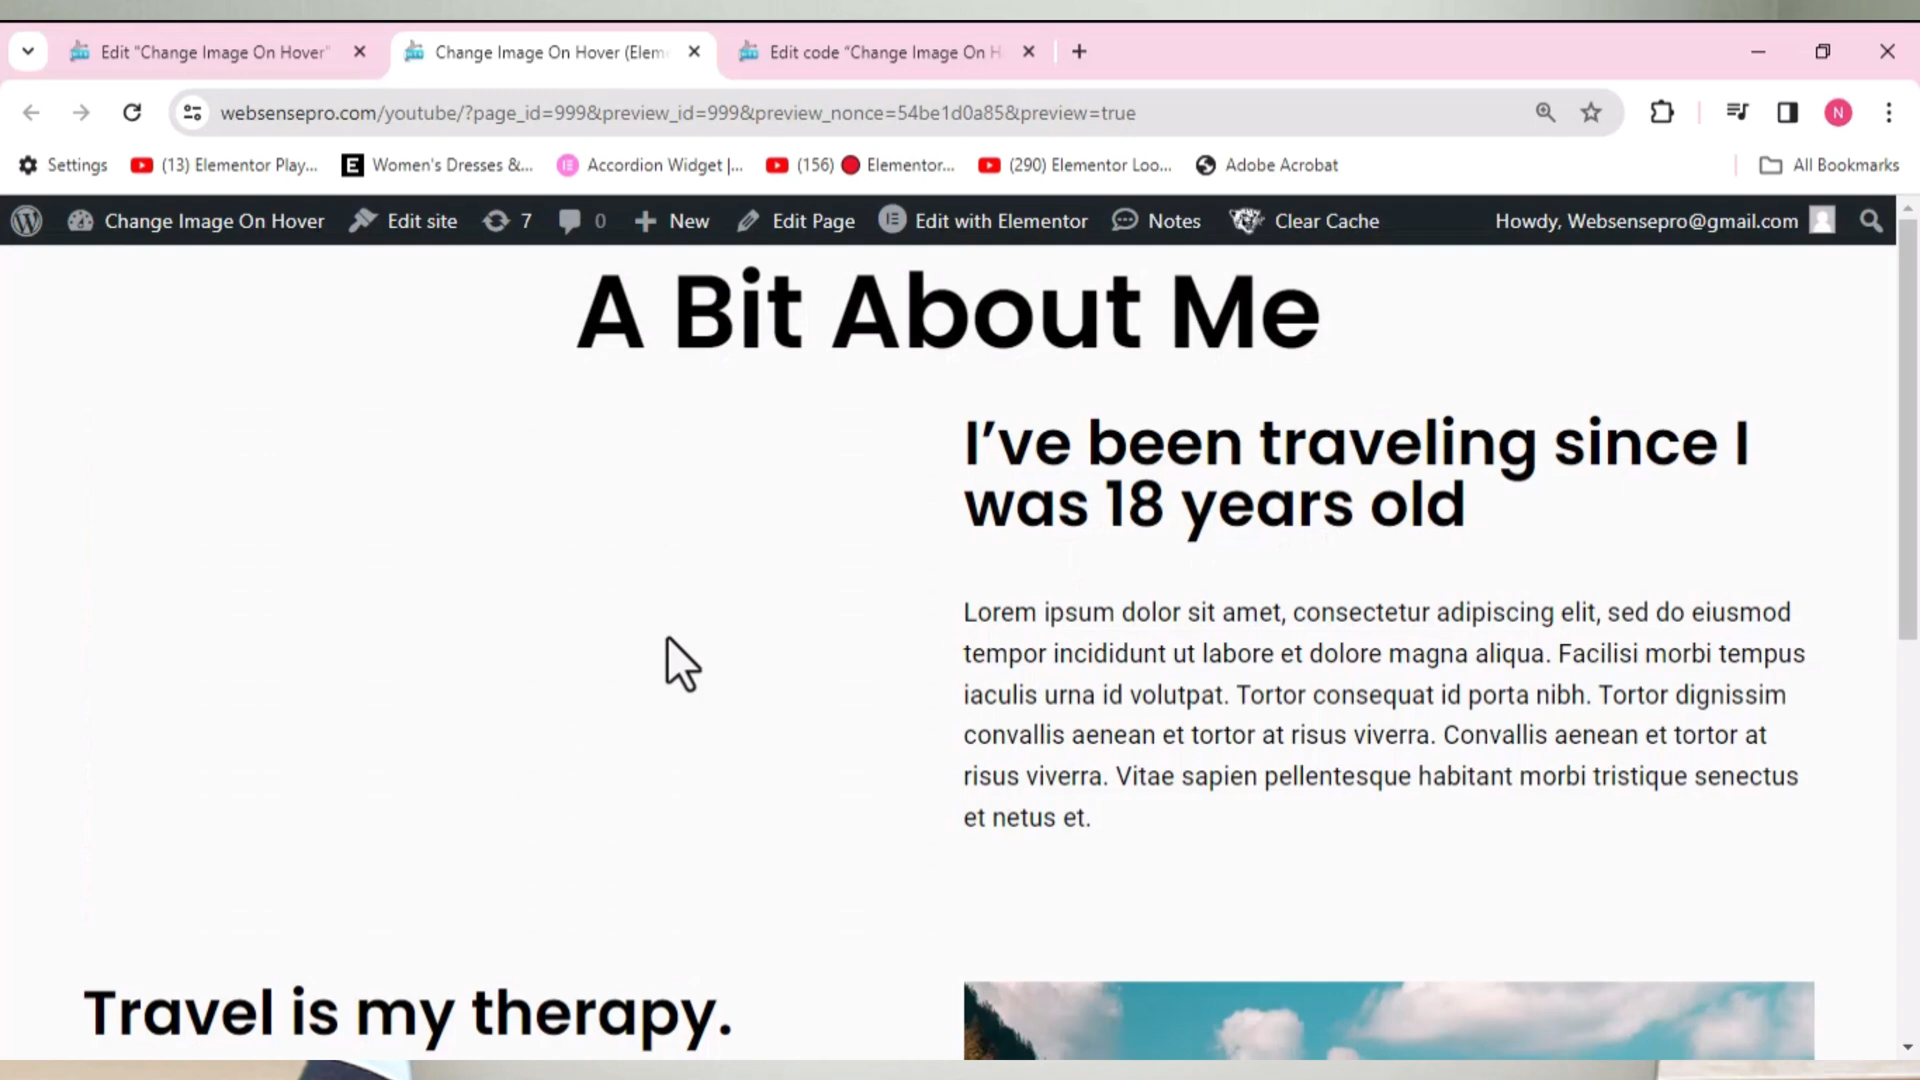 Edit "Change Image On Hover"
Change Image On Hover (Elem
Edit code "Change Image On H
websensepro.com/youtube/?page_id=999&preview_id=999&preview_nonce=54be1d0a85&preview=true
N
Settings
(13) Elementor Play...
E
Women's Dresses &...
Accordion Widget |...
(156)
Elementor...
(290) Elementor Loo...
Adobe Acrobat
All Bookmarks
Change Image On Hover
Edit site
7
0
New
Edit Page
Edit with Elementor
Notes
Clear Cache
Howdy, Websensepro@gmail.com
A Bit About Me
I’ve been traveling since I
was 18 years old
Lorem ipsum dolor sit amet, consectetur adipiscing elit, sed do eiusmod
tempor incididunt ut labore et dolore magna aliqua. Facilisi morbi tempus
iaculis urna id volutpat. Tortor consequat id porta nibh. Tortor dignissim
convallis aenean et tortor at risus viverra. Convallis aenean et tortor at
risus viverra. Vitae sapien pellentesque habitant morbi tristique senectus
et netus et.
Travel is my therapy.